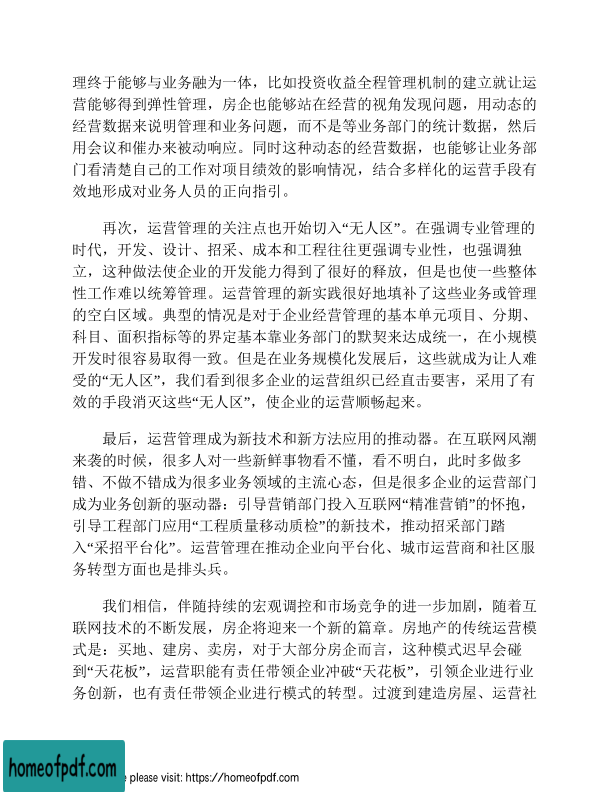 理终于能够与业务融为一体，比如投资收益全程管理机制的建立就让运
营能够得到弹性管理，房企也能够站在经营的视角发现问题，用动态的
经营数据来说明管理和业务问题，而不是等业务部门的统计数据，然后
用会议和催办来被动响应。同时这种动态的经营数据，也能够让业务部
门看清楚自己的工作对项目绩效的影响情况，结合多样化的运营手段有
效地形成对业务人员的正向指引。
再次，运营管理的关注点也开始切入“无人区”。在强调专业管理的
时代，开发、设计、招采、成本和工程往往更强调专业性，也强调独
立，这种做法使企业的开发能力得到了很好的释放，但是也使一些整体
性工作难以统筹管理。运营管理的新实践很好地填补了这些业务或管理
的空白区域。典型的情况是对于企业经营管理的基本单元项目、分期、
科目、面积指标等的界定基本靠业务部门的默契来达成统一，在小规模
开发时很容易取得一致。但是在业务规模化发展后，这些就成为让人难
受的“无人区”，我们看到很多企业的运营组织已经直击要害，采用了有
效的手段消灭这些“无人区”，使企业的运营顺畅起来。
最后，运营管理成为新技术和新方法应用的推动器。在互联网风潮
来袭的时候，很多人对一些新鲜事物看不懂，看不明白，此时多做多
错、不做不错成为很多业务领域的主流心态，但是很多企业的运营部门
成为业务创新的驱动器：引导营销部门投入互联网“精准营销”的怀抱，
引导工程部门应用“工程质量移动质检”的新技术，推动招采部门踏
入“采招平台化”。运营管理在推动企业向平台化、城市运营商和社区服
务转型方面也是排头兵。
我们相信，伴随持续的宏观调控和市场竞争的进一步加剧，随着互
联网技术的不断发展，房企将迎来一个新的篇章。房地产的传统运营模
式是：买地、建房、卖房，对于大部分房企而言，这种模式迟早会碰
到“天花板”，运营职能有责任带领企业冲破“天花板”，引领企业进行业
务创新，也有责任带领企业进行模式的转型。过渡到建造房屋、运营社
homeofpdf.com
e please visit: https://homeofpdf.com